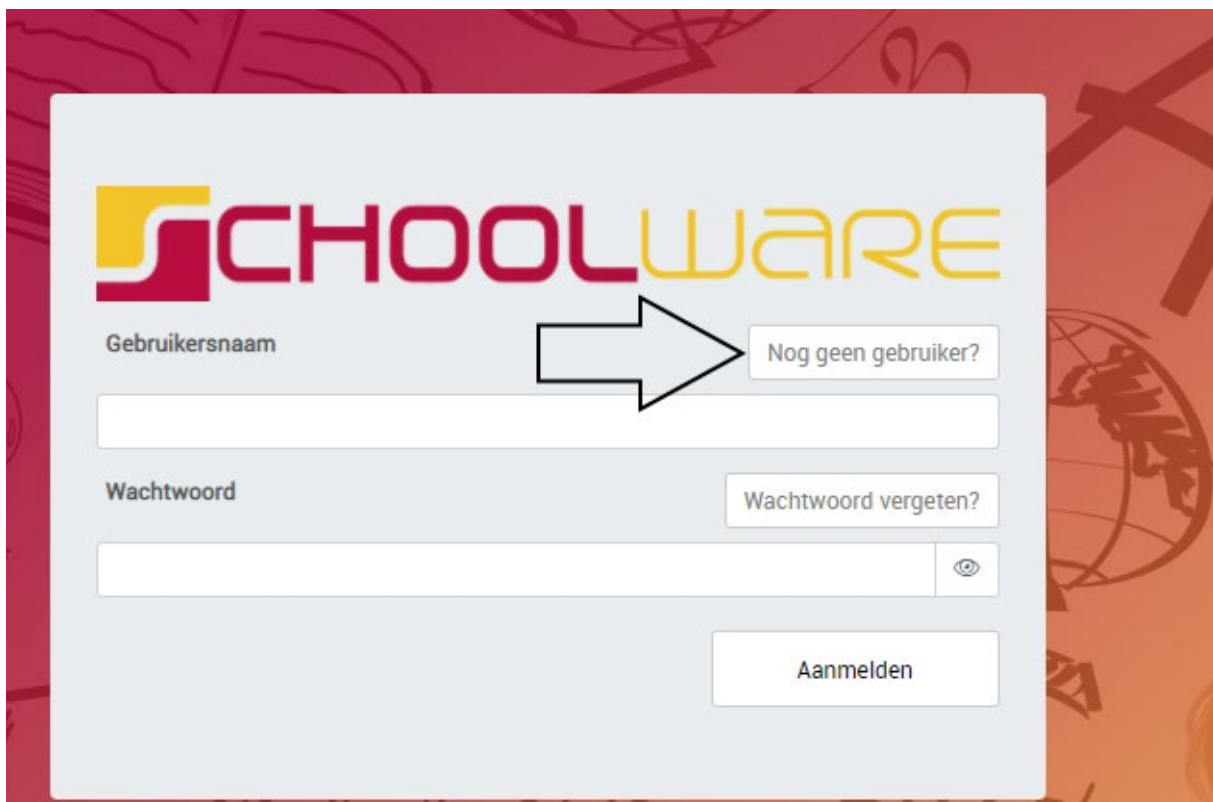 SCHOOLWARE
Gebruikersnaam
Nog geen gebruiker?
Wachtwoord
Wachtwoord vergeten?
Aanmelden